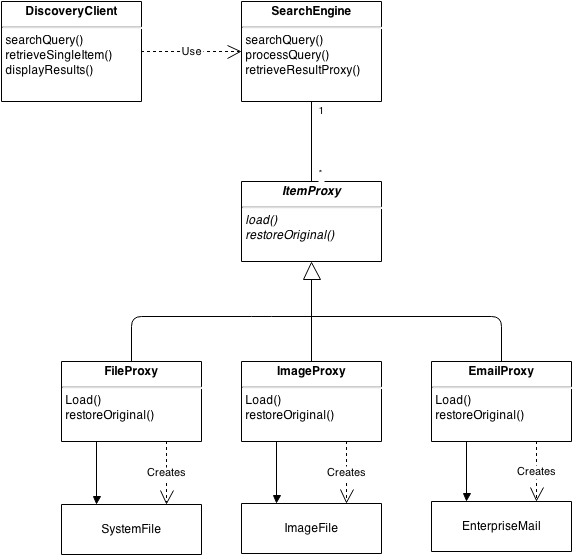 DiscoveryClient
searchQuery()
retrieveSingleItem()
displayResults()
Use
SearchEngine
searchQuery()
processQuery()
retrieveResultProxy()
1
*
ItemProxy
load()
restoreOriginal()
FileProxy
Load()
restoreOriginal()
ImageProxy
Load()
restoreOriginal()
EmailProxy
Load()
restoreOriginal()
Creates
Creates
Creates
SystemFile
ImageFile
EnterpriseMail